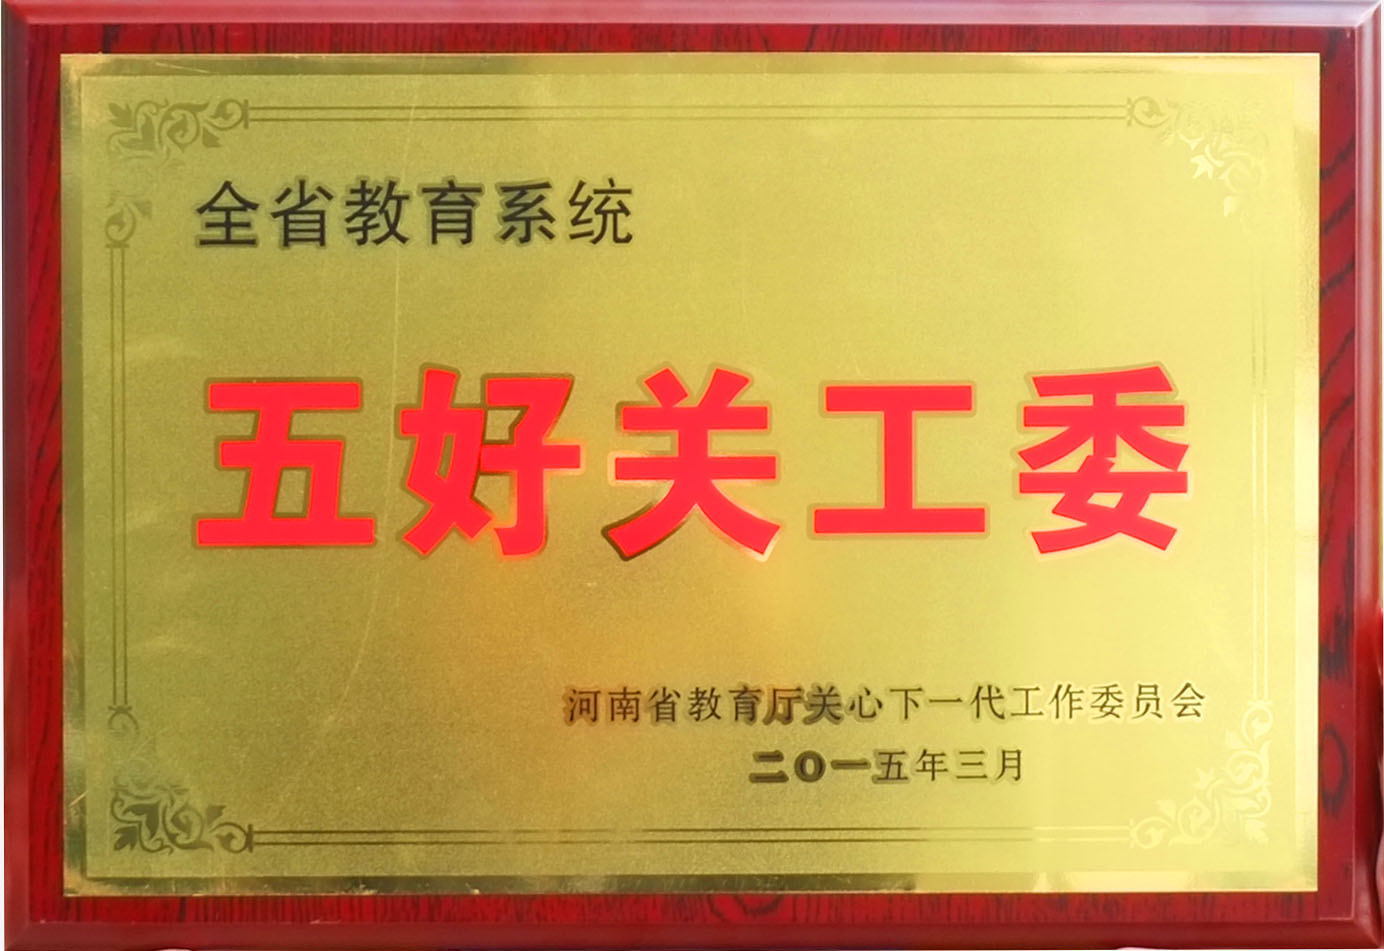 全省教育系统
五好关工委
河南省教育厅关心下一代工作委员会
二〇一五年三月